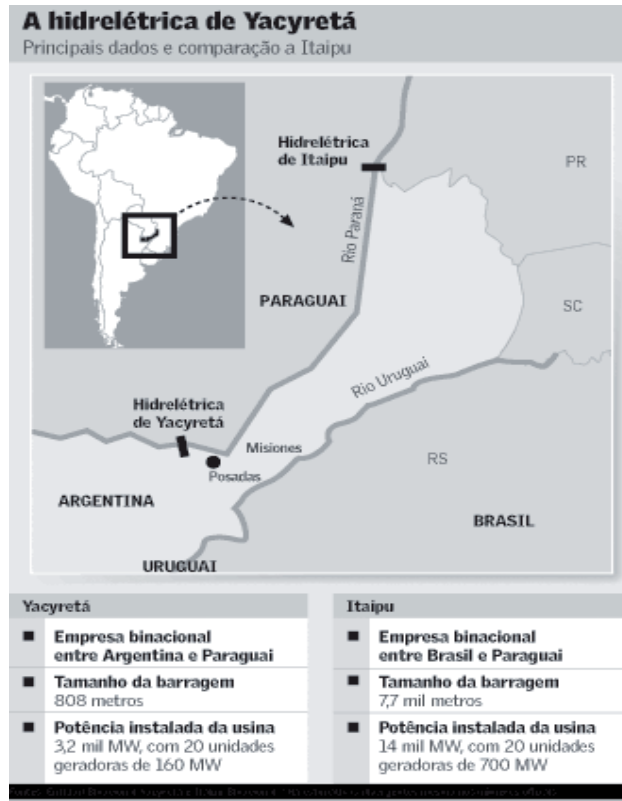 A hidrelétrica de Yacyretá
Principais dados e comparação a Itaipu
Hidrelétrica
de Itaipu
PR
Rio Paraná
PARAGUAI
SC
Rio Uruguai
Hidrelétrica
de Yacyretá
Misiones
Posadas
RS
ARGENTINA
BRASIL
URUGUAI
Yacyretá
Empresa binacional
entre Argentina e Paraguai
Tamanho da barragem
808 metros
Potência instalada da usina
3,2 mil MW, com 20 unidades
geradoras de 160 MW
Itaipu
Empresa binacional
entre Brasil e Paraguai
Tamanho da barragem
7,7 mil metros
Potência instalada da usina
14 mil MW, com 20 unidades
geradoras de 700 MW